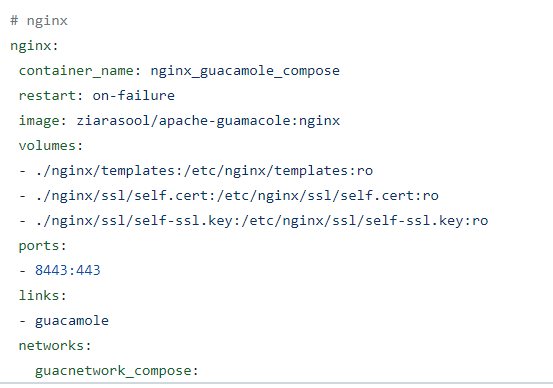 # nginx
nginx:
 container_name: nginx_guacamole_compose
 restart: on-failure
 image: ziarasool/apache-guamacole:nginx
 volumes:
 - ./nginx/templates:/etc/nginx/templates:ro
 - ./nginx/ssl/self.cert:/etc/nginx/ssl/self.cert:ro
 - ./nginx/ssl/self-ssl.key:/etc/nginx/ssl/self-ssl.key:ro
 ports:
 - 8443:443
 links:
 - guacamole
 networks:
   guacnetwork_compose: